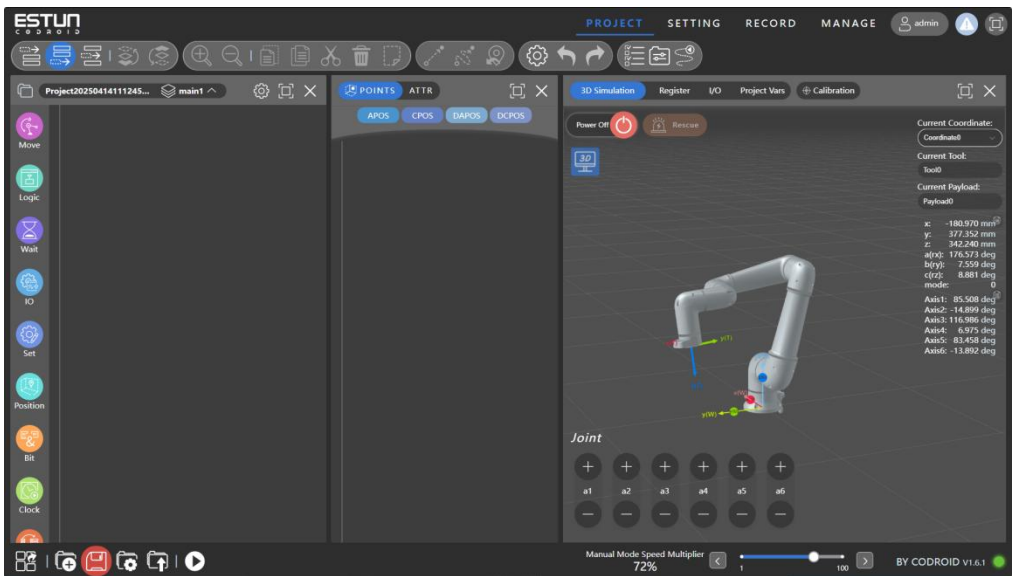 ESTUN
CODROID
PROJECT SETTING RECORD MANAGE admin
Project20250414111245... main1
POINTS ATTR
3D Simulation Register I/O Project Vars Calibration
APOS CPOS DAPOS DCPOS
Power Off Rescue
Current Coordinate:
Coordinate0
3D
Current Tool:
Tool0
Current Payload:
Payload0
Move
Logic
Wait
IO
Set
Position
Bit
Clock
x: -180.970 mm
y: 377.352 mm
z: 342.240 mm
a(rx): 176.573 deg
b(ry): 7.559 deg
c(rz): 8.881 deg
mode: 0
Axis1: 85.508 deg
Axis2: -14.899 deg
Axis3: 116.986 deg
Axis4: 6.975 deg
Axis5: 83.458 deg
Axis6: -13.892 deg
y(T)
x(W)
y(W)
Joint
a1 a2 a3 a4 a5 a6
Manual Mode Speed Multiplier
72%
1 100
BY CODROID V1.6.1